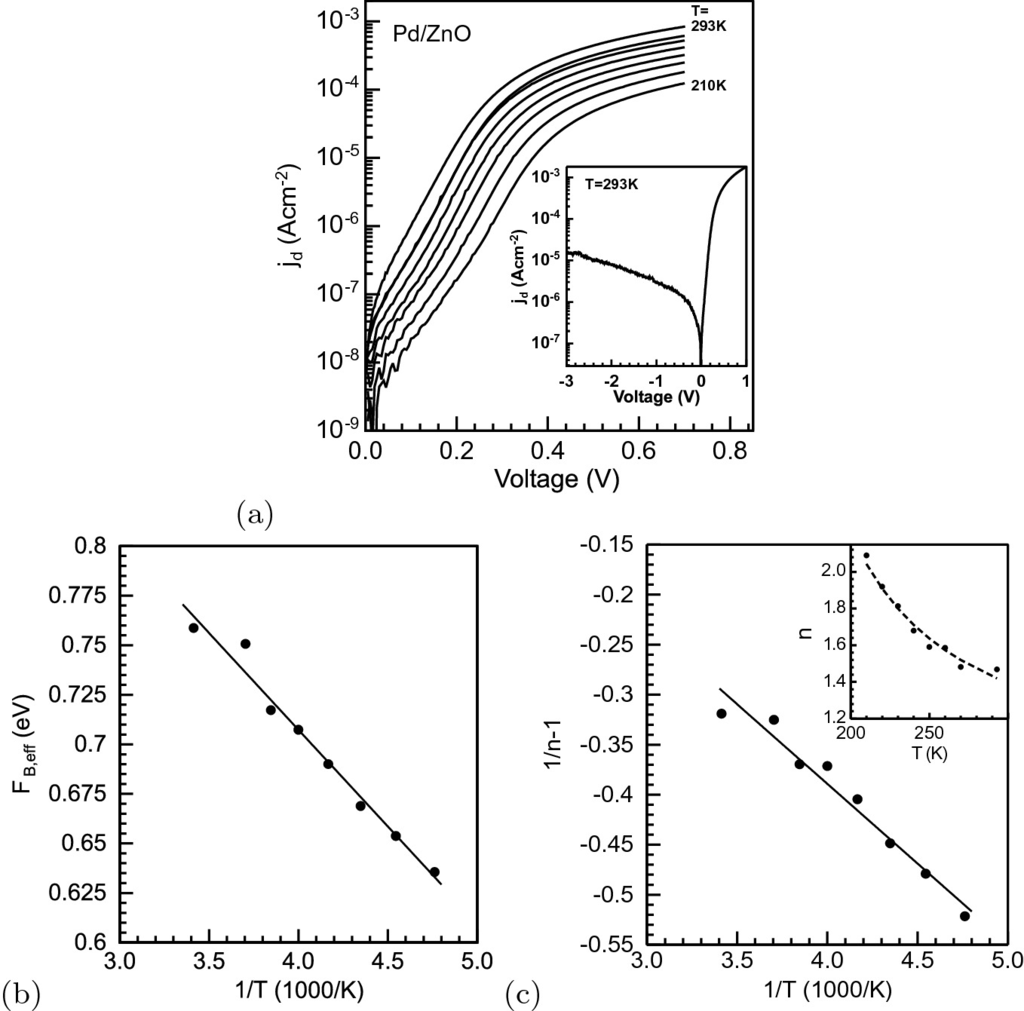 Pd/ZnO
T=
293K
210K
10-3
10-4
10-5
10-6
10-7
10-8
10-9
jd (Acm-2)
0.0 0.2 0.4 0.6 0.8
Voltage (V)
T=293K
10-3
10-4
10-5
10-6
10-7
jd (Acm-2)
-3 -2 -1 0 1
Voltage (V)
(a)
0.8
0.775
0.75
0.725
0.7
0.675
0.65
0.625
0.6
FB,eff (eV)
3.0 3.5 4.0 4.5 5.0
1/T (1000/K)
(b)
-0.15
-0.2
-0.25
-0.3
-0.35
-0.4
-0.45
-0.5
-0.55
1/n-1
3.0 3.5 4.0 4.5 5.0
1/T (1000/K)
2.0
1.8
1.6
1.4
1.2
n
200 250
T (K)
(c)